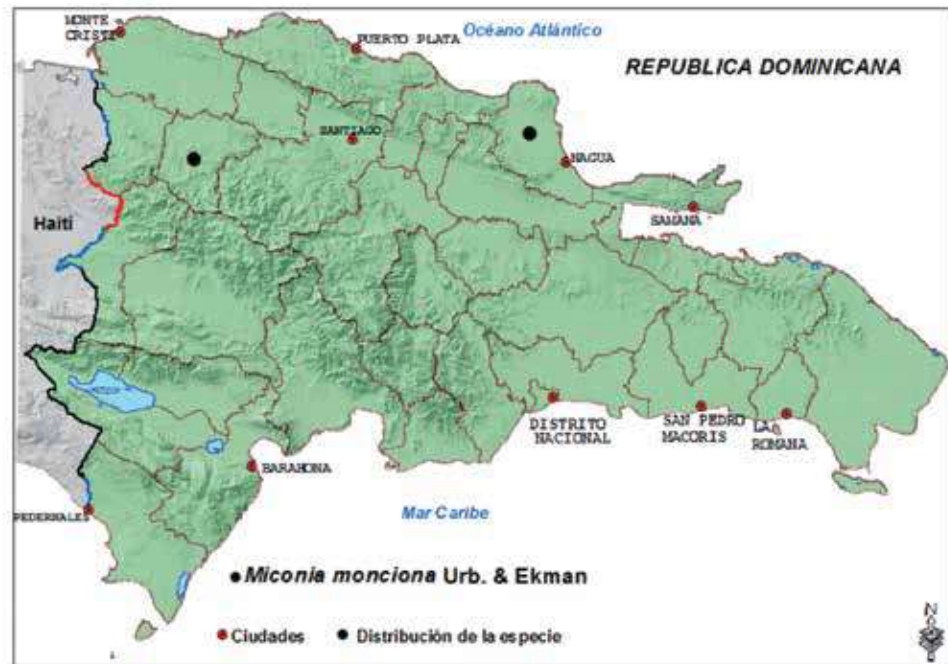 MONTE
CRISTI
PUERTO PLATA
Océano Atlántico
REPUBLICA DOMINICANA
SANTIAGO
NAGUA
SAMANA
Haití
DISTRITO
NACIONAL
SAN PEDRO
MACORIS
LA
ROMANA
BARAHONA
PEDERNALES
Mar Caribe
Miconia monciona Urb. & Ekman
Ciudades
Distribución de la especie
N